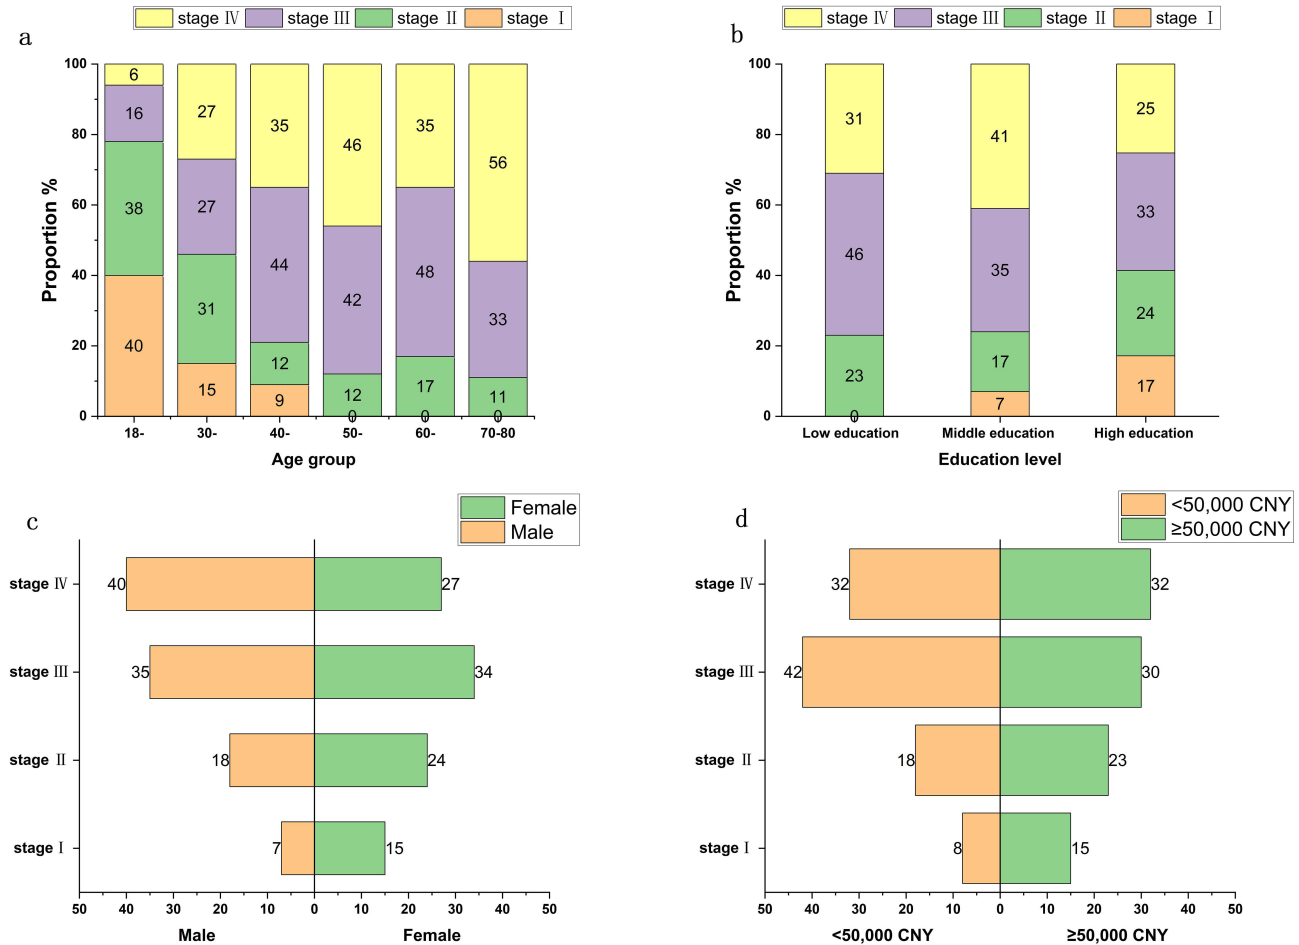 a
stage Ⅳ stage Ⅲ stage Ⅱ stage Ⅰ
Proportion %
100
80
60
40
20
0
6 27 35 46 35 56
16 27 44 42 48 33
38 31 12 12 17 11
40 15 9 0 0 0
18- 30- 40- 50- 60- 70-80
Age group
b
stage Ⅳ stage Ⅲ stage Ⅱ stage Ⅰ
Proportion %
100
80
60
40
20
0
31 41 25
46 35 33
23 17 24
0 7 17
Low education Middle education High education
Education level
c
Female
Male
stage Ⅳ 40 27
stage Ⅲ 35 34
stage Ⅱ 18 24
stage Ⅰ 7 15
50 40 30 20 10 0 10 20 30 40 50
Male Female
d
<50,000 CNY
≥50,000 CNY
stage Ⅳ 32 32
stage Ⅲ 42 30
stage Ⅱ 18 23
stage Ⅰ 8 15
50 40 30 20 10 0 10 20 30 40 50
<50,000 CNY ≥50,000 CNY